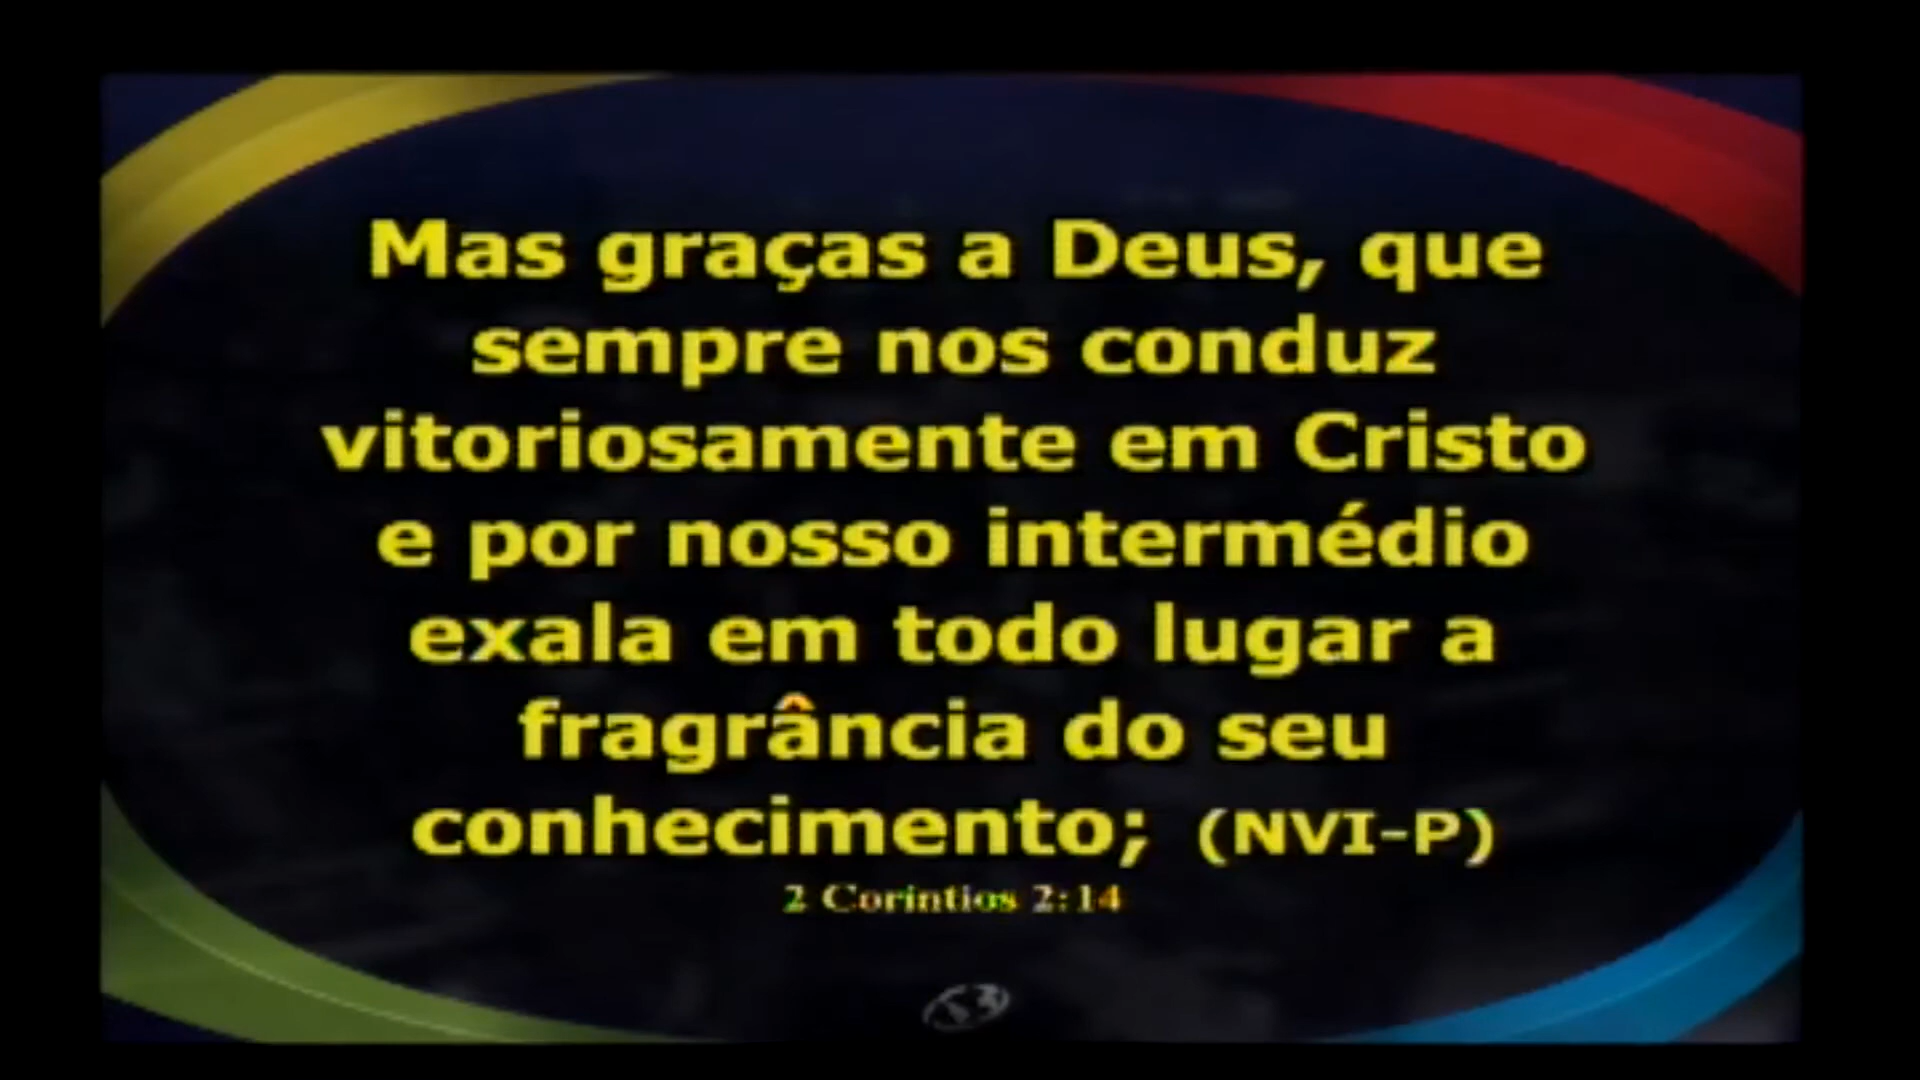 Mas graças a Deus, que
sempre nos conduz
vitoriosamente em Cristo
e por nosso intermédio
exala em todo lugar a
fragrância do seu
conhecimento; (NVI-P)
2 Coríntios 2:14